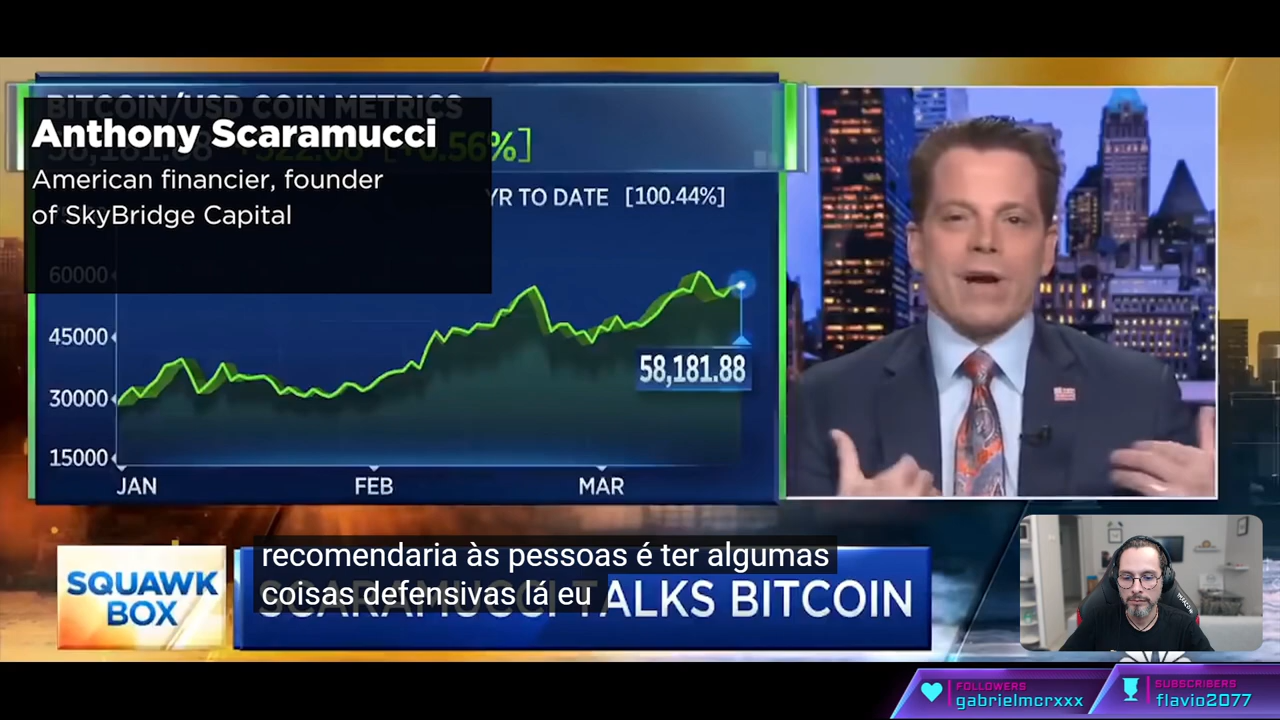 BITCOIN/USD COIN METRICS
Anthony Scaramucci
American financier, founder
of SkyBridge Capital
YR TO DATE [100.44%]
60000
45000
30000
15000
58,181.88
JAN FEB MAR
recomendaria às pessoas é ter algumas
coisas defensivas lá eu
SQUAWK
BOX
SCARAMUCCI TALKS BITCOIN
FOLLOWERS
gabrielmcrxxx
SUBSCRIBERS
flavio2077